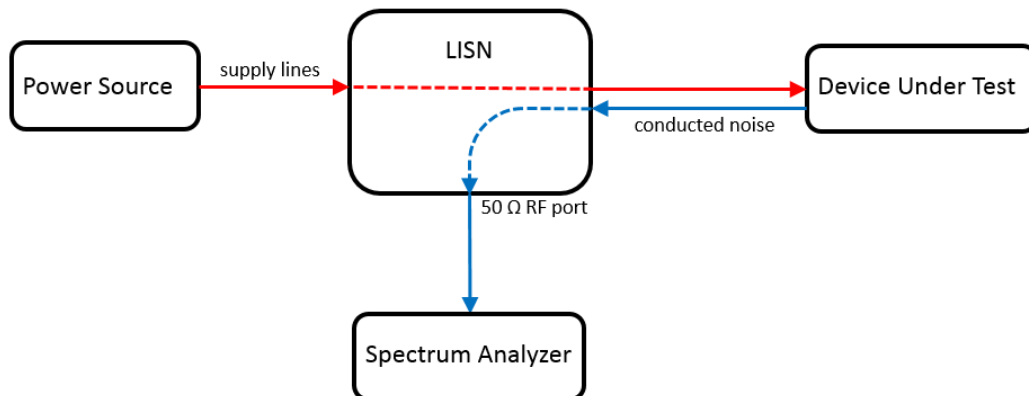 LISN
Power Source
supply lines
Device Under Test
conducted noise
50 Ω RF port
Spectrum Analyzer